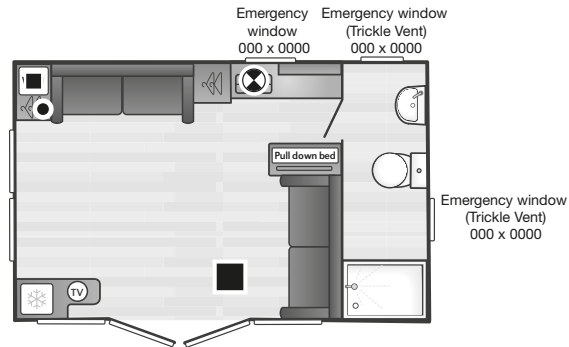 Emergency
window
000 x 0000
Emergency window
(Trickle Vent)
000 x 0000
Pull down bed
Emergency window
(Trickle Vent)
000 x 0000
TV